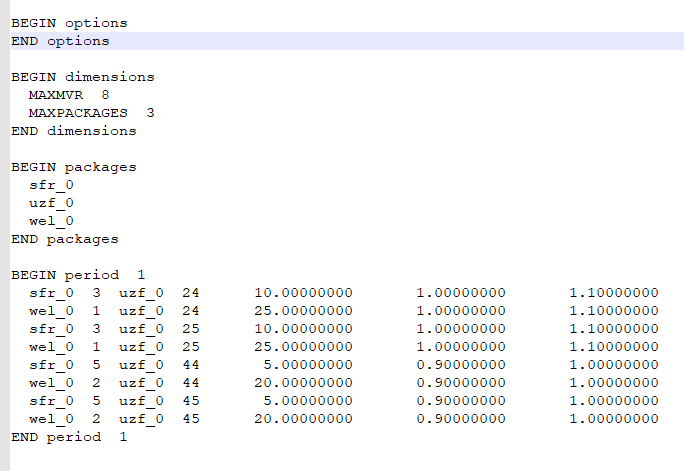 BEGIN options
END options
BEGIN dimensions
  MAXMVR  8
  MAXPACKAGES  3
END dimensions
BEGIN packages
  sfr_0
  uzf_0
  wel_0
END packages
BEGIN period  1
  sfr_0  3  uzf_0  24      10.00000000       1.00000000       1.10000000
  wel_0  1  uzf_0  24      25.00000000       1.00000000       1.10000000
  sfr_0  3  uzf_0  25      10.00000000       1.00000000       1.10000000
  wel_0  1  uzf_0  25      25.00000000       1.00000000       1.10000000
  sfr_0  5  uzf_0  44       5.00000000       0.90000000       1.00000000
  wel_0  2  uzf_0  44      20.00000000       0.90000000       1.00000000
  sfr_0  5  uzf_0  45       5.00000000       0.90000000       1.00000000
  wel_0  2  uzf_0  45      20.00000000       0.90000000       1.00000000
END period  1